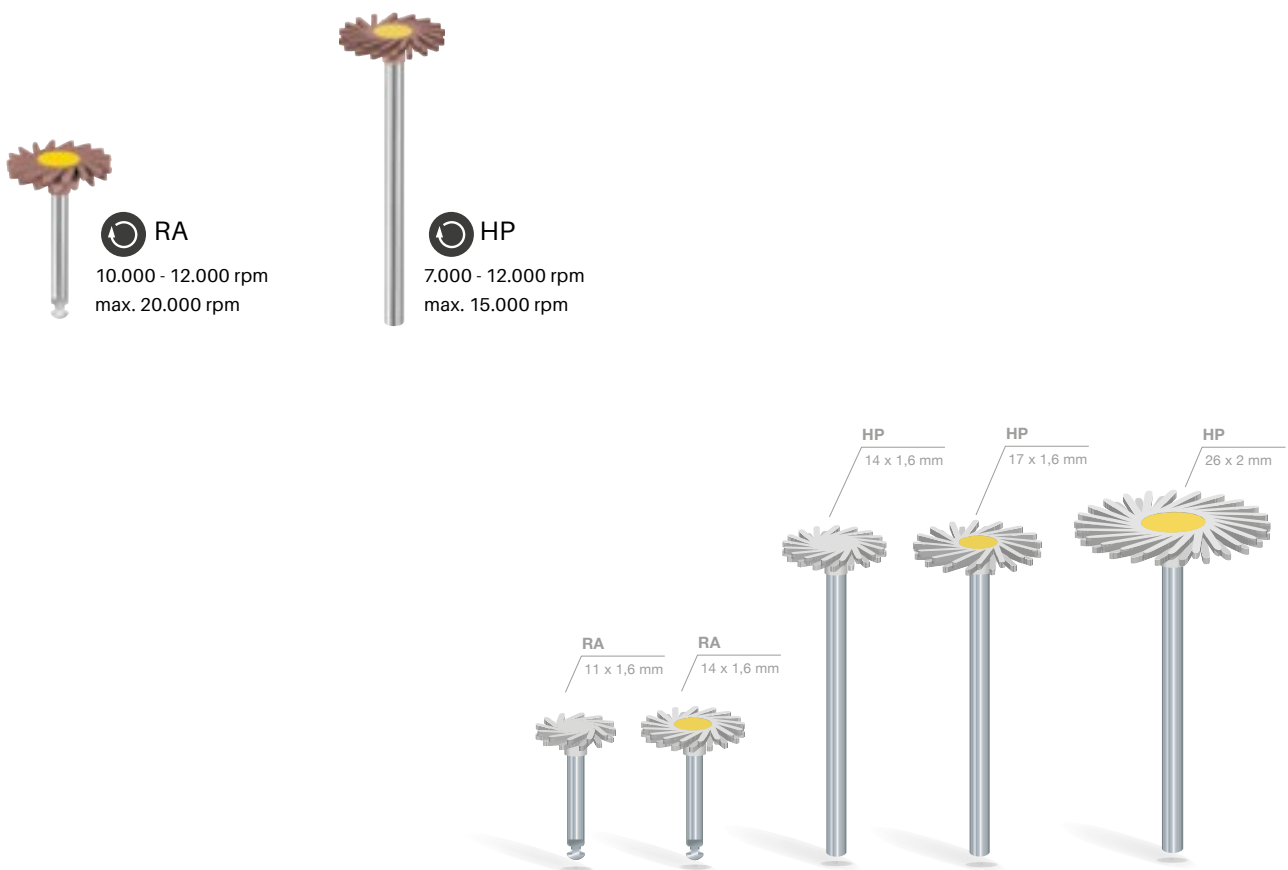 RA
10.000 - 12.000 rpm
max. 20.000 rpm
HP
7.000 - 12.000 rpm
max. 15.000 rpm
HP
14 x 1,6 mm
HP
17 x 1,6 mm
HP
26 x 2 mm
RA
11 x 1,6 mm
RA
14 x 1,6 mm